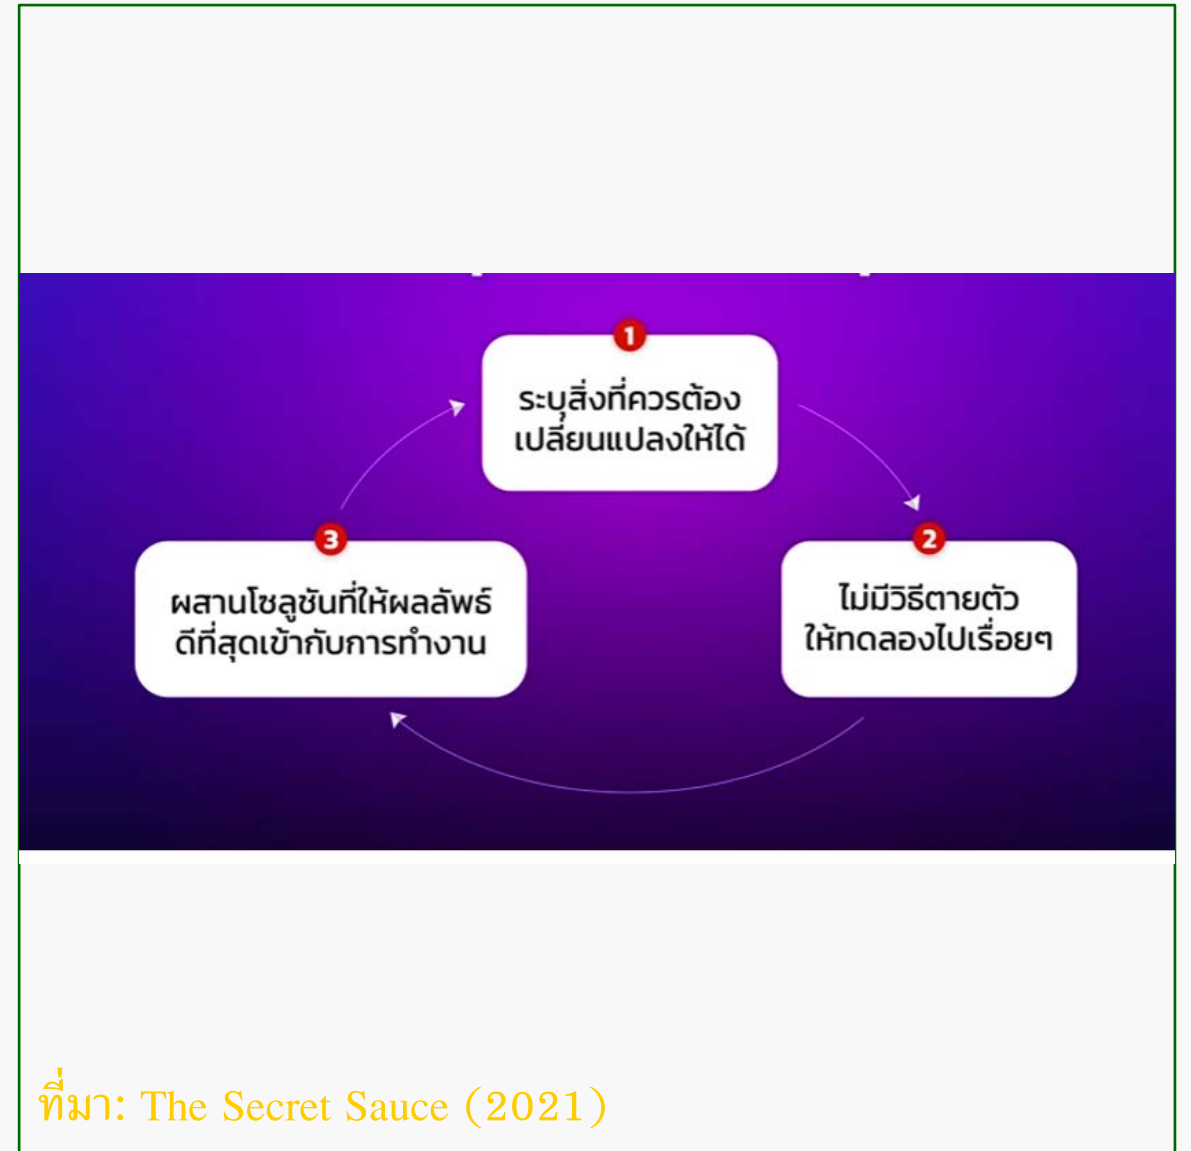 1
ระบุสิ่งที่ควรต้อง
เปลี่ยนแปลงให้ได้
2
ไม่มีวิธีตายตัว
ให้ทดลองไปเรื่อยๆ
3
ผสานโซลูชันที่ให้ผลลัพธ์
ดีที่สุดเข้ากับการทำงาน
ที่มา: The Secret Sauce (2021)